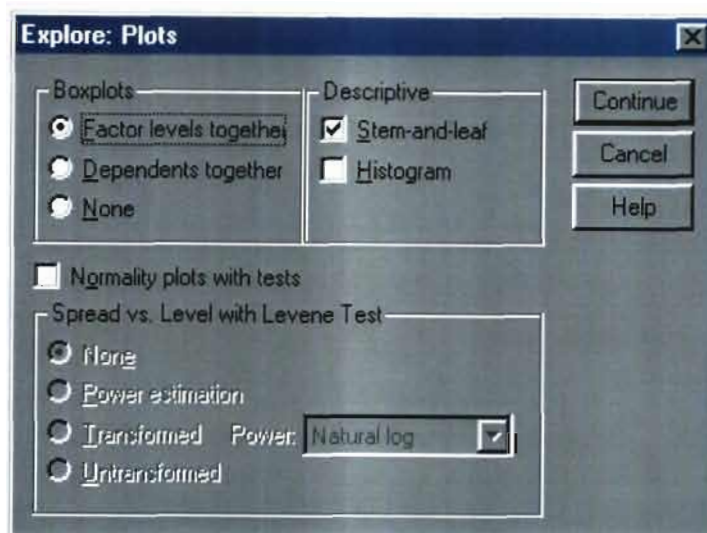 Explore: Plots
Boxplots
Factor levels together
Dependents together
None
Descriptive
Stem-and-leaf
Histogram
Continue
Cancel
Help
Normality plots with tests
Spread vs. Level with Levene Test
None
Power estimation
Transformed Power: Natural log
Untransformed